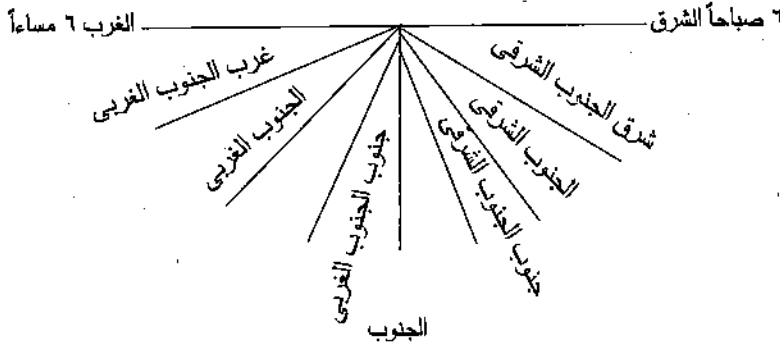 ٦ صباحاً الشرق
الغرب ٦ مساءاً
شرق الجنوب الشرقى
الجنوب الشرقى
جنوب الجنوب الشرقى
جنوب الجنوب الغربى
الجنوب الغربى
غرب الجنوب الغربى
الجنوب